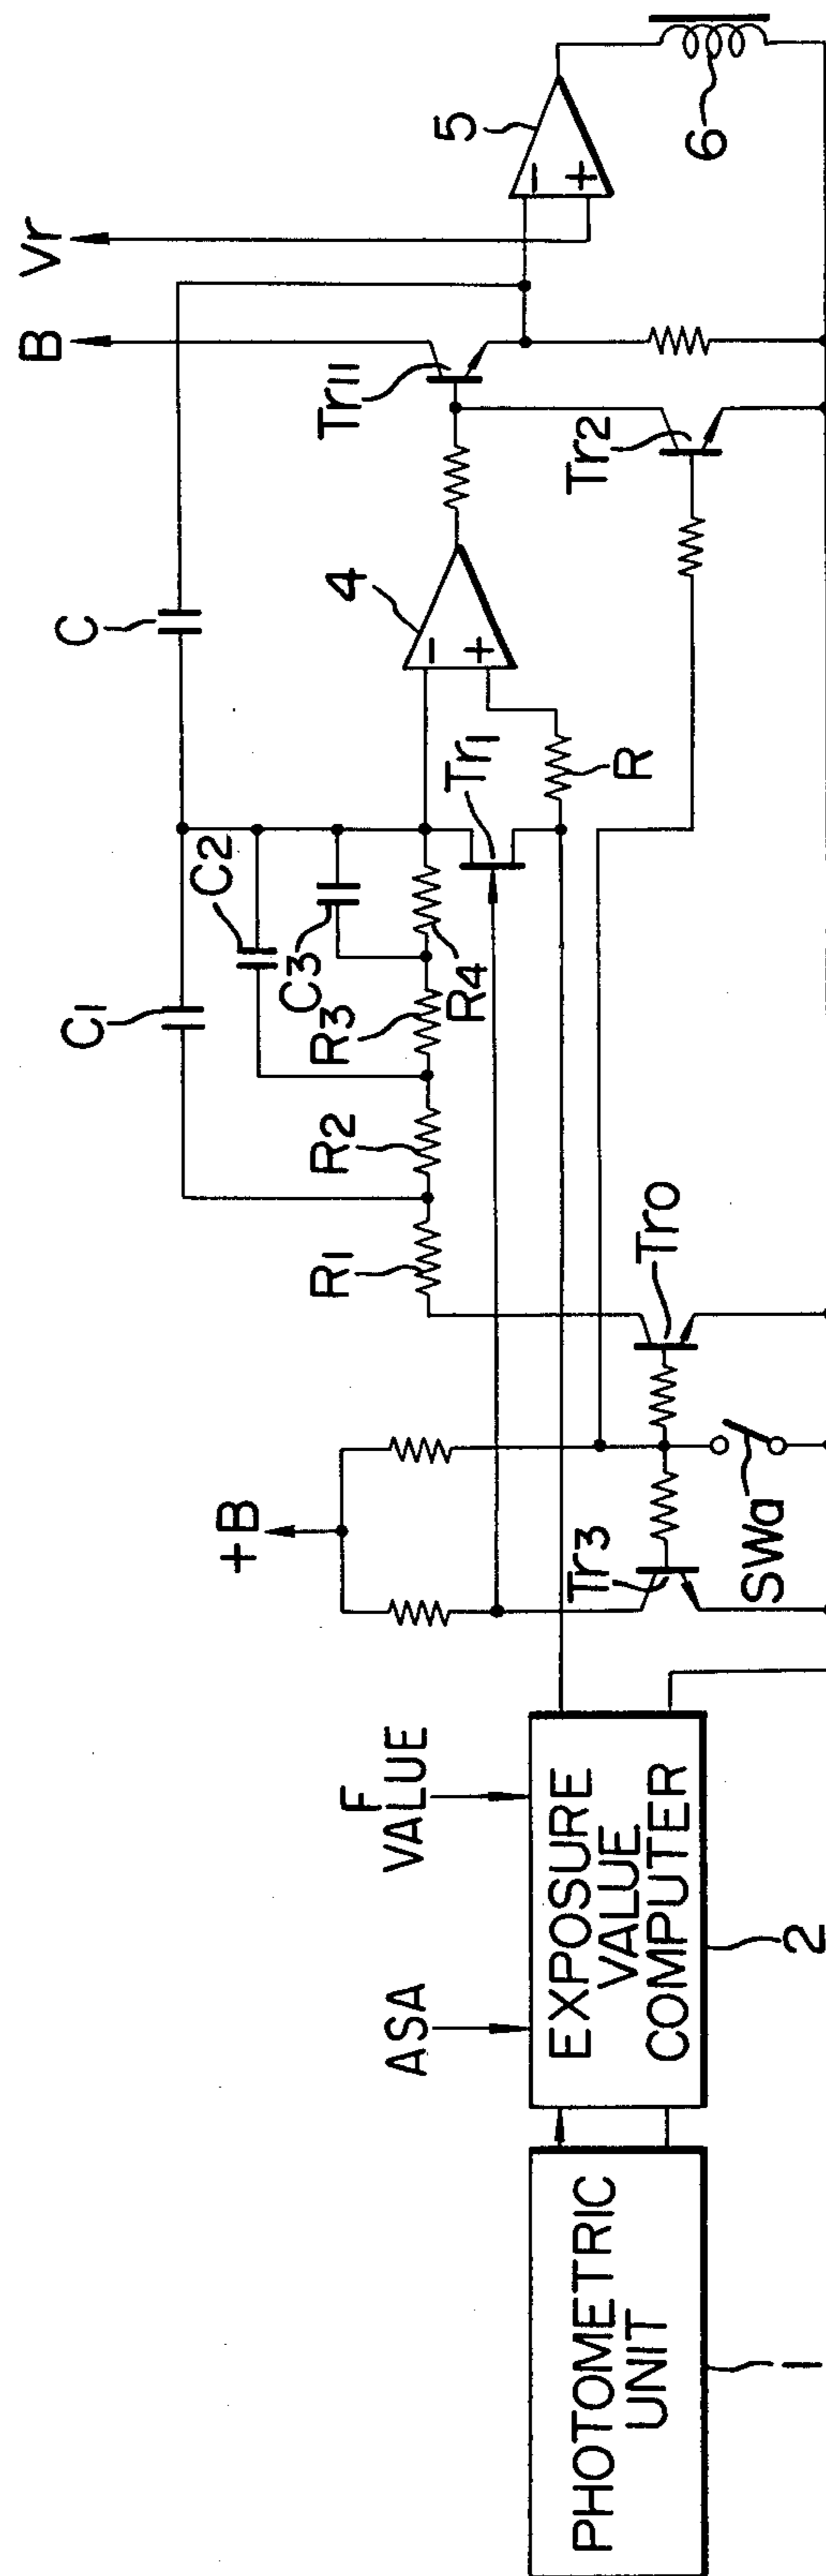 PHOTOMETRIC
UNIT
1
EXPOSURE
VALUE
COMPUTER
2
ASA
F
VALUE
+B
Tr3
SWa
Tr0
R1
R2
R3
R4
C1
C2
C3
C
Tr1
R
4
−
+
Tr11
Tr2
B
Vr
5
−
+
6